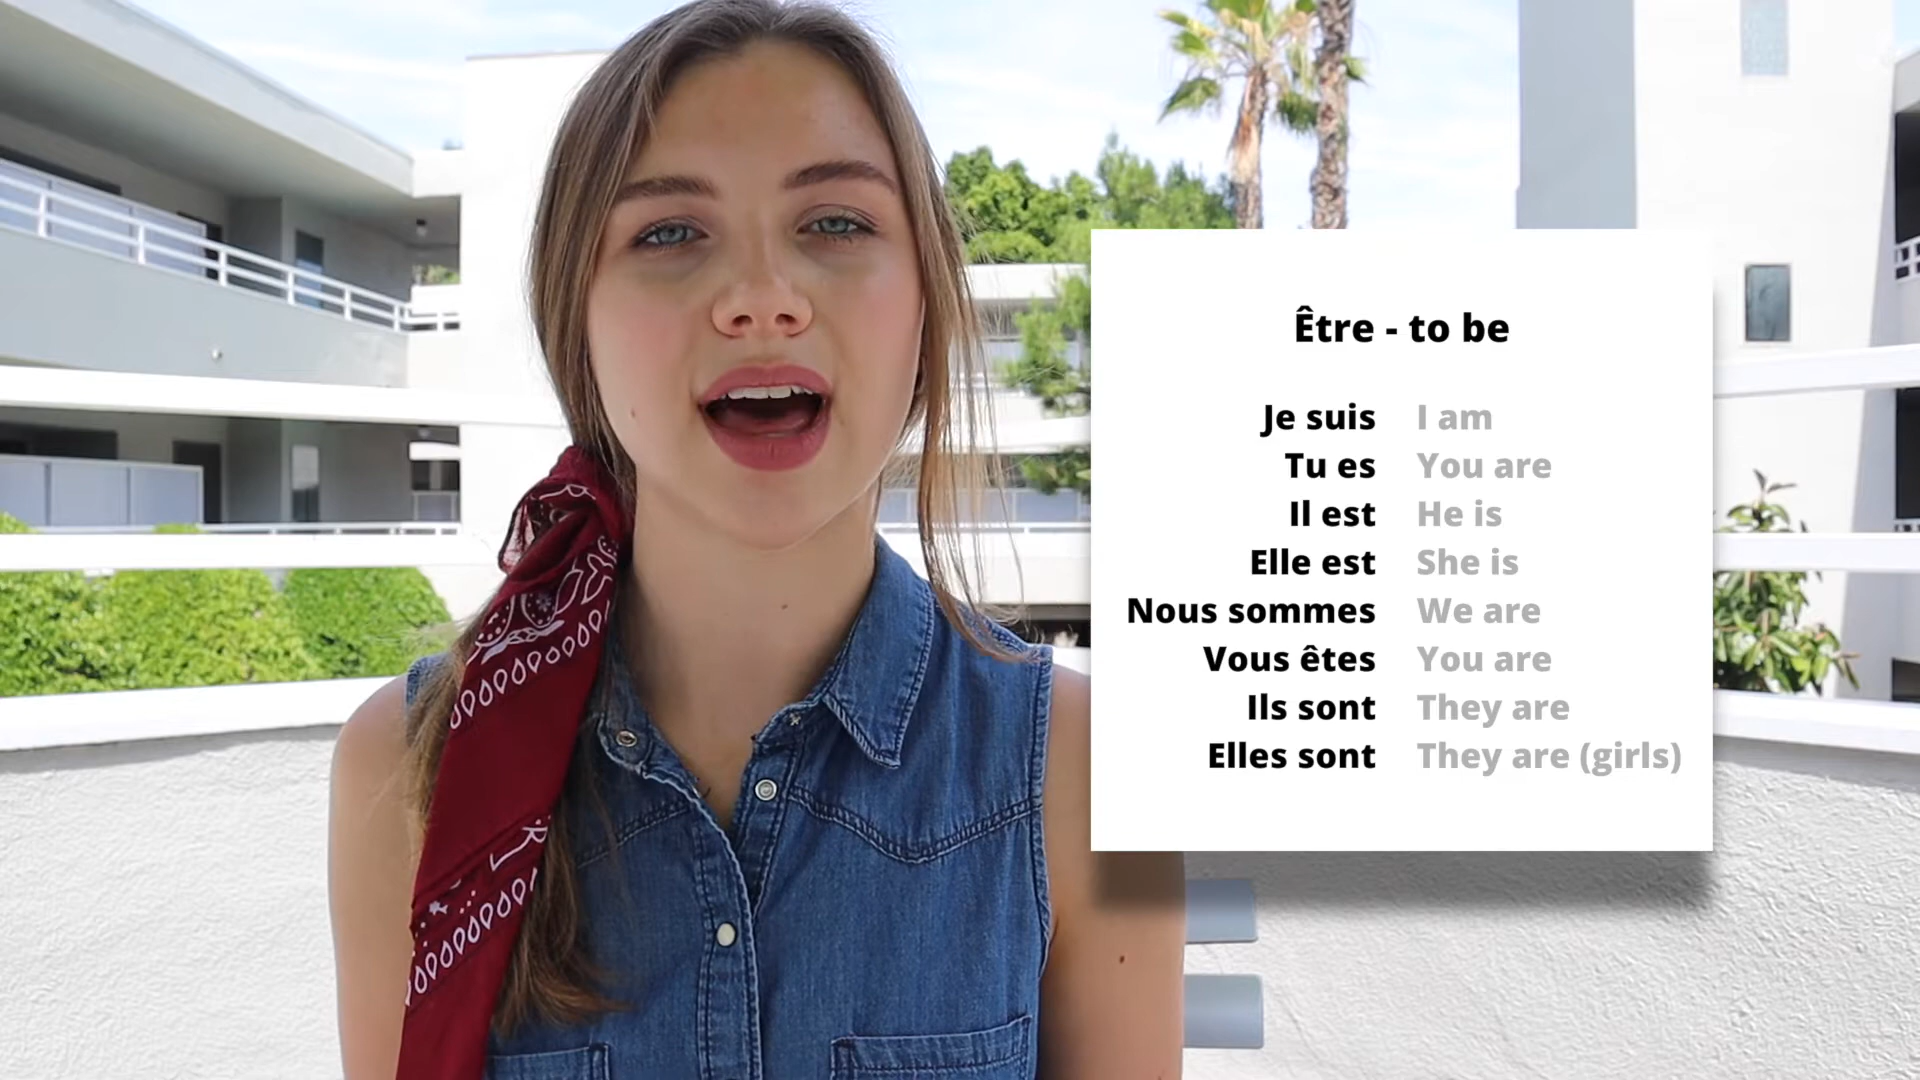 Être - to be
Je suis I am
Tu es You are
Il est He is
Elle est She is
Nous sommes We are
Vous êtes You are
Ils sont They are
Elles sont They are (girls)